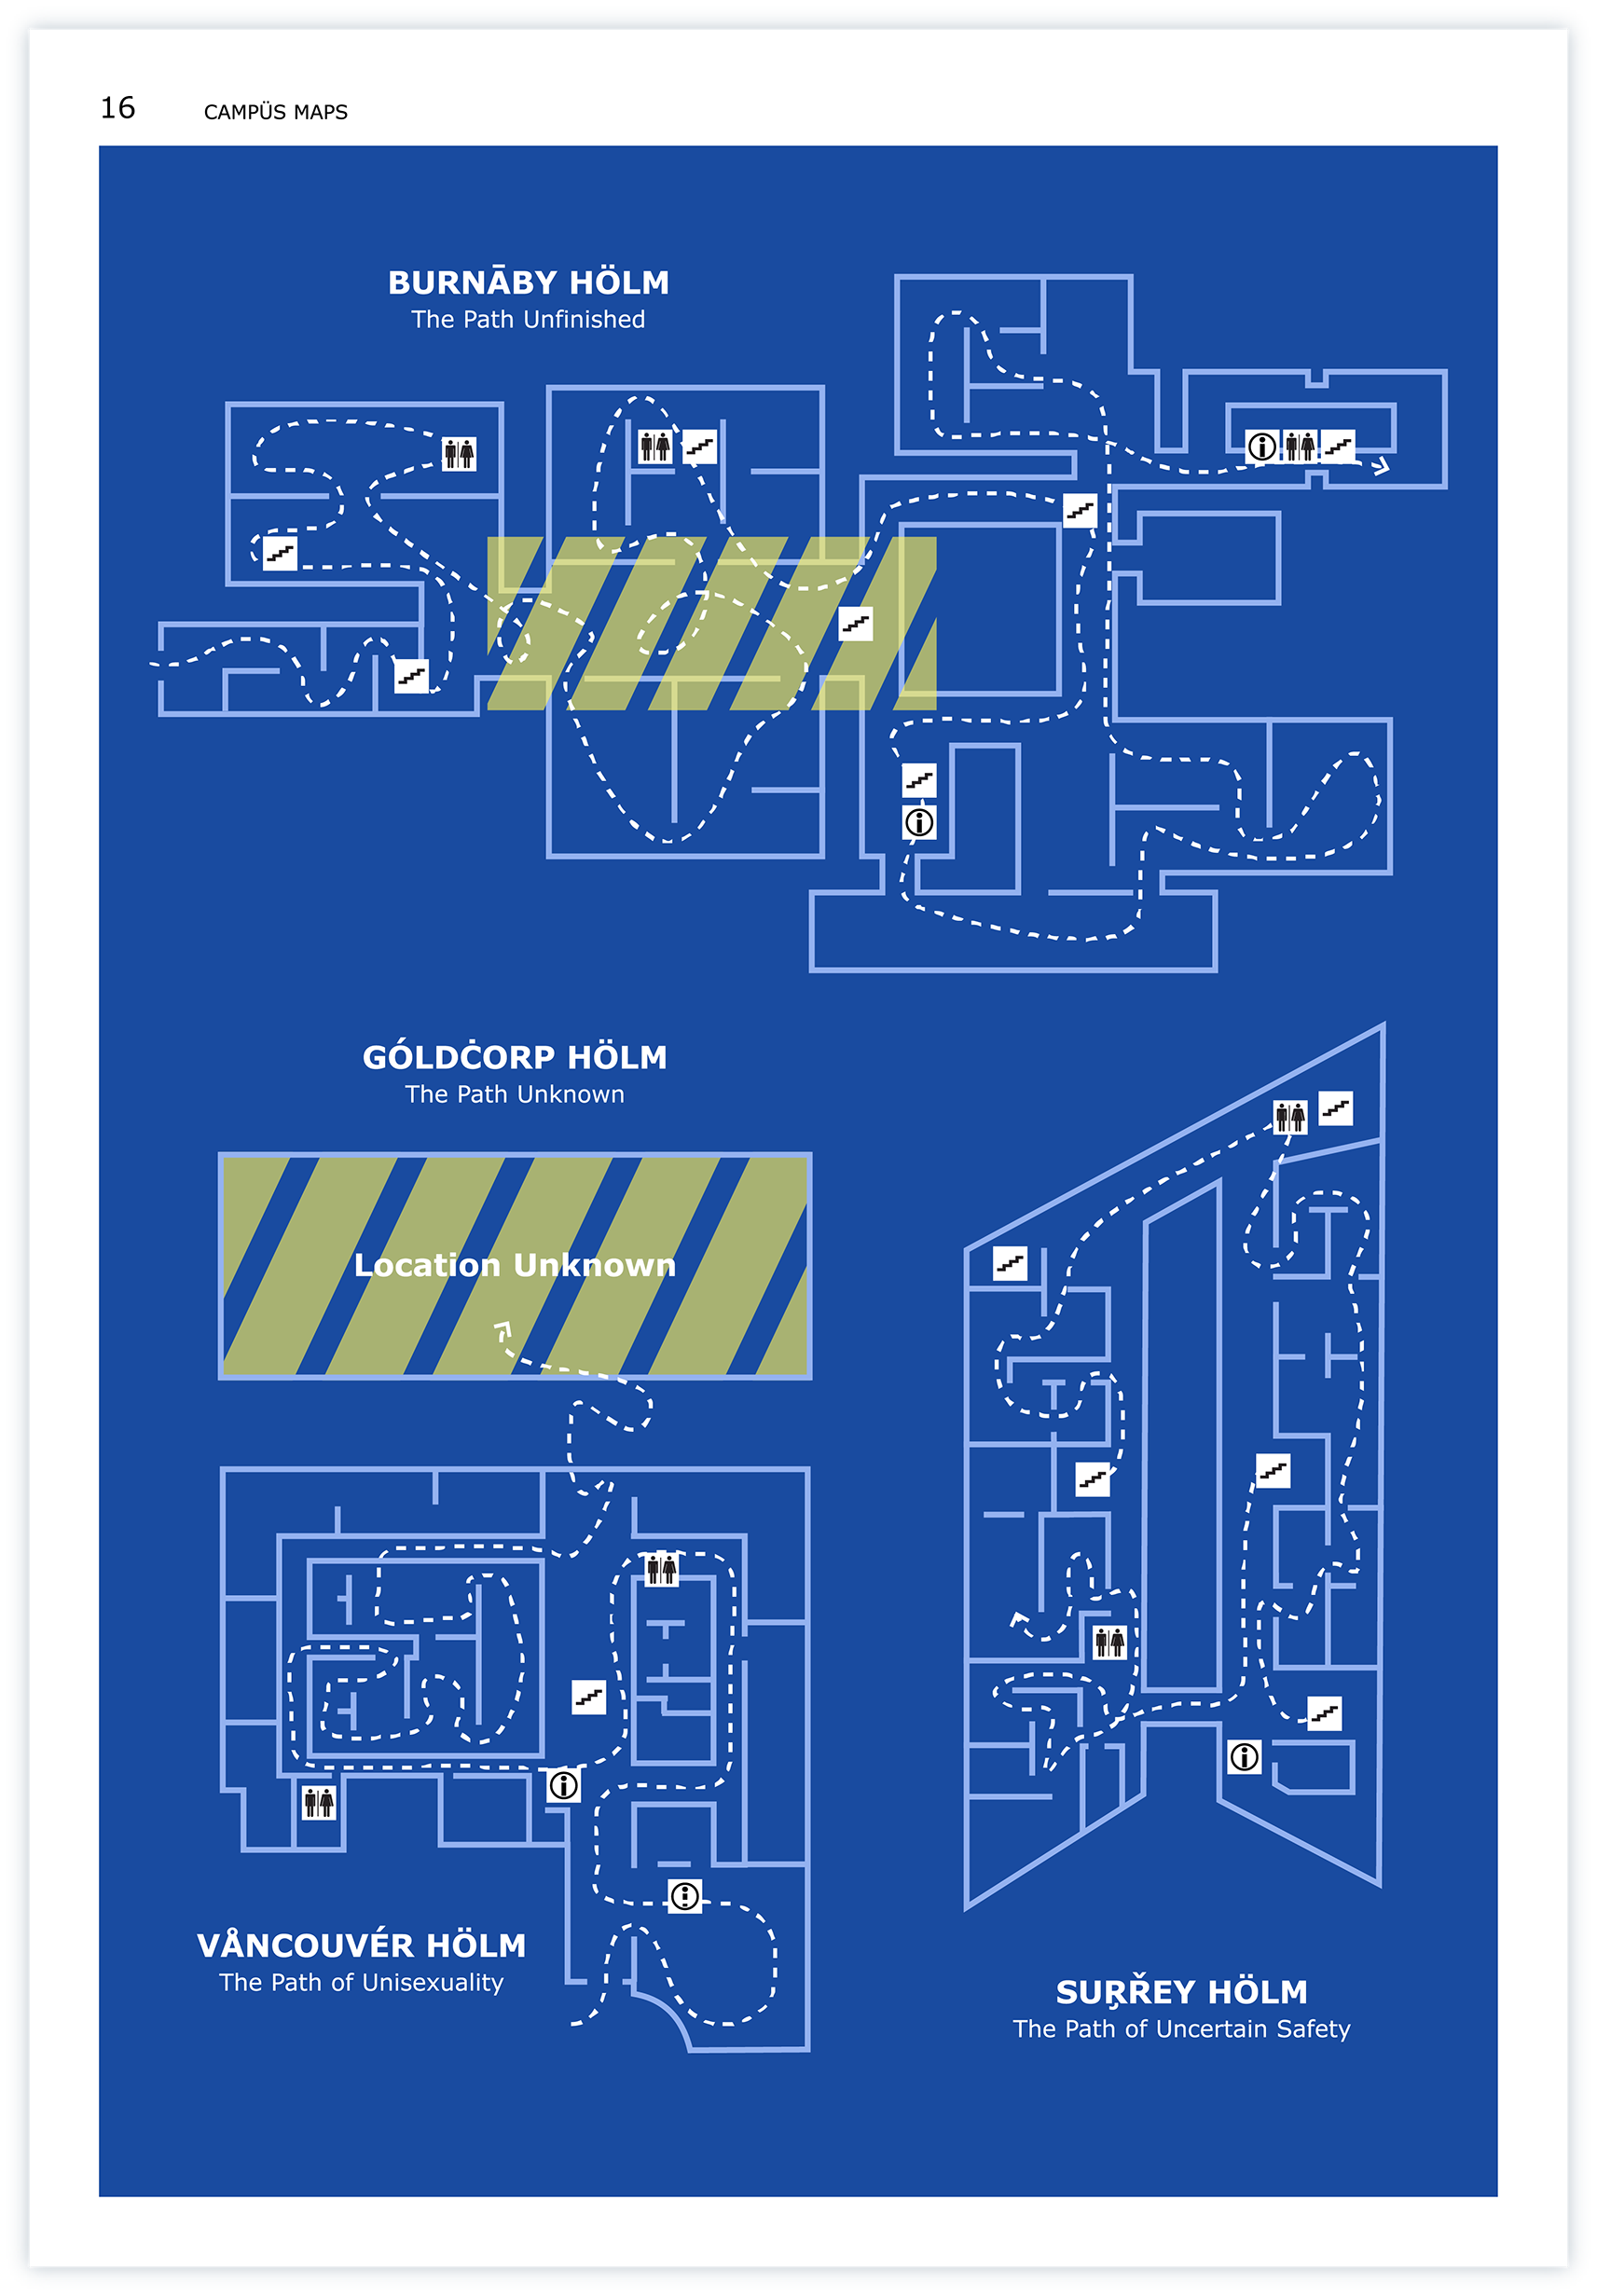 16 CAMPÜS MAPS
BURNĀBY HÖLM
The Path Unfinished
GÓLDĊORP HÖLM
The Path Unknown
Location Unknown
VÅNCOUVÉR HÖLM
The Path of Unisexuality
SUŖŘEY HÖLM
The Path of Uncertain Safety